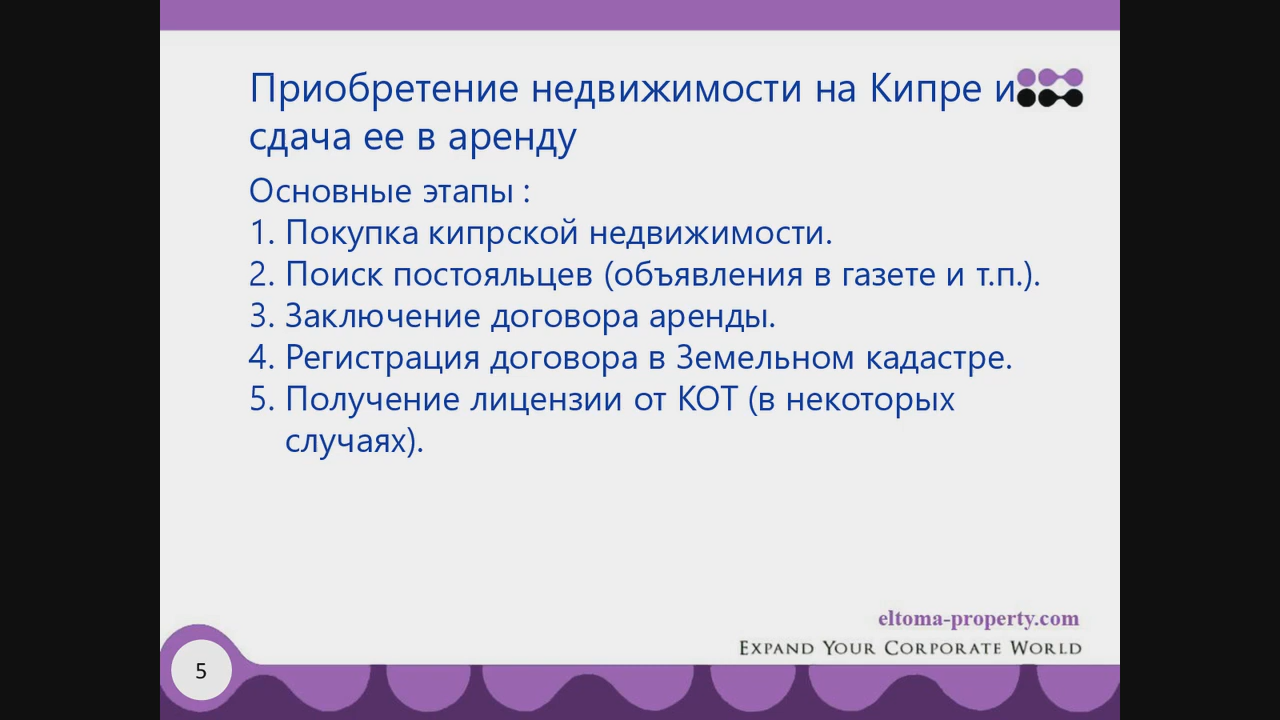 Приобретение недвижимости на Кипре и
сдача ее в аренду
Основные этапы :
1. Покупка кипрской недвижимости.
2. Поиск постояльцев (объявления в газете и т.п.).
3. Заключение договора аренды.
4. Регистрация договора в Земельном кадастре.
5. Получение лицензии от КОТ (в некоторых
случаях).
eltoma-property.com
EXPAND YOUR CORPORATE WORLD
5